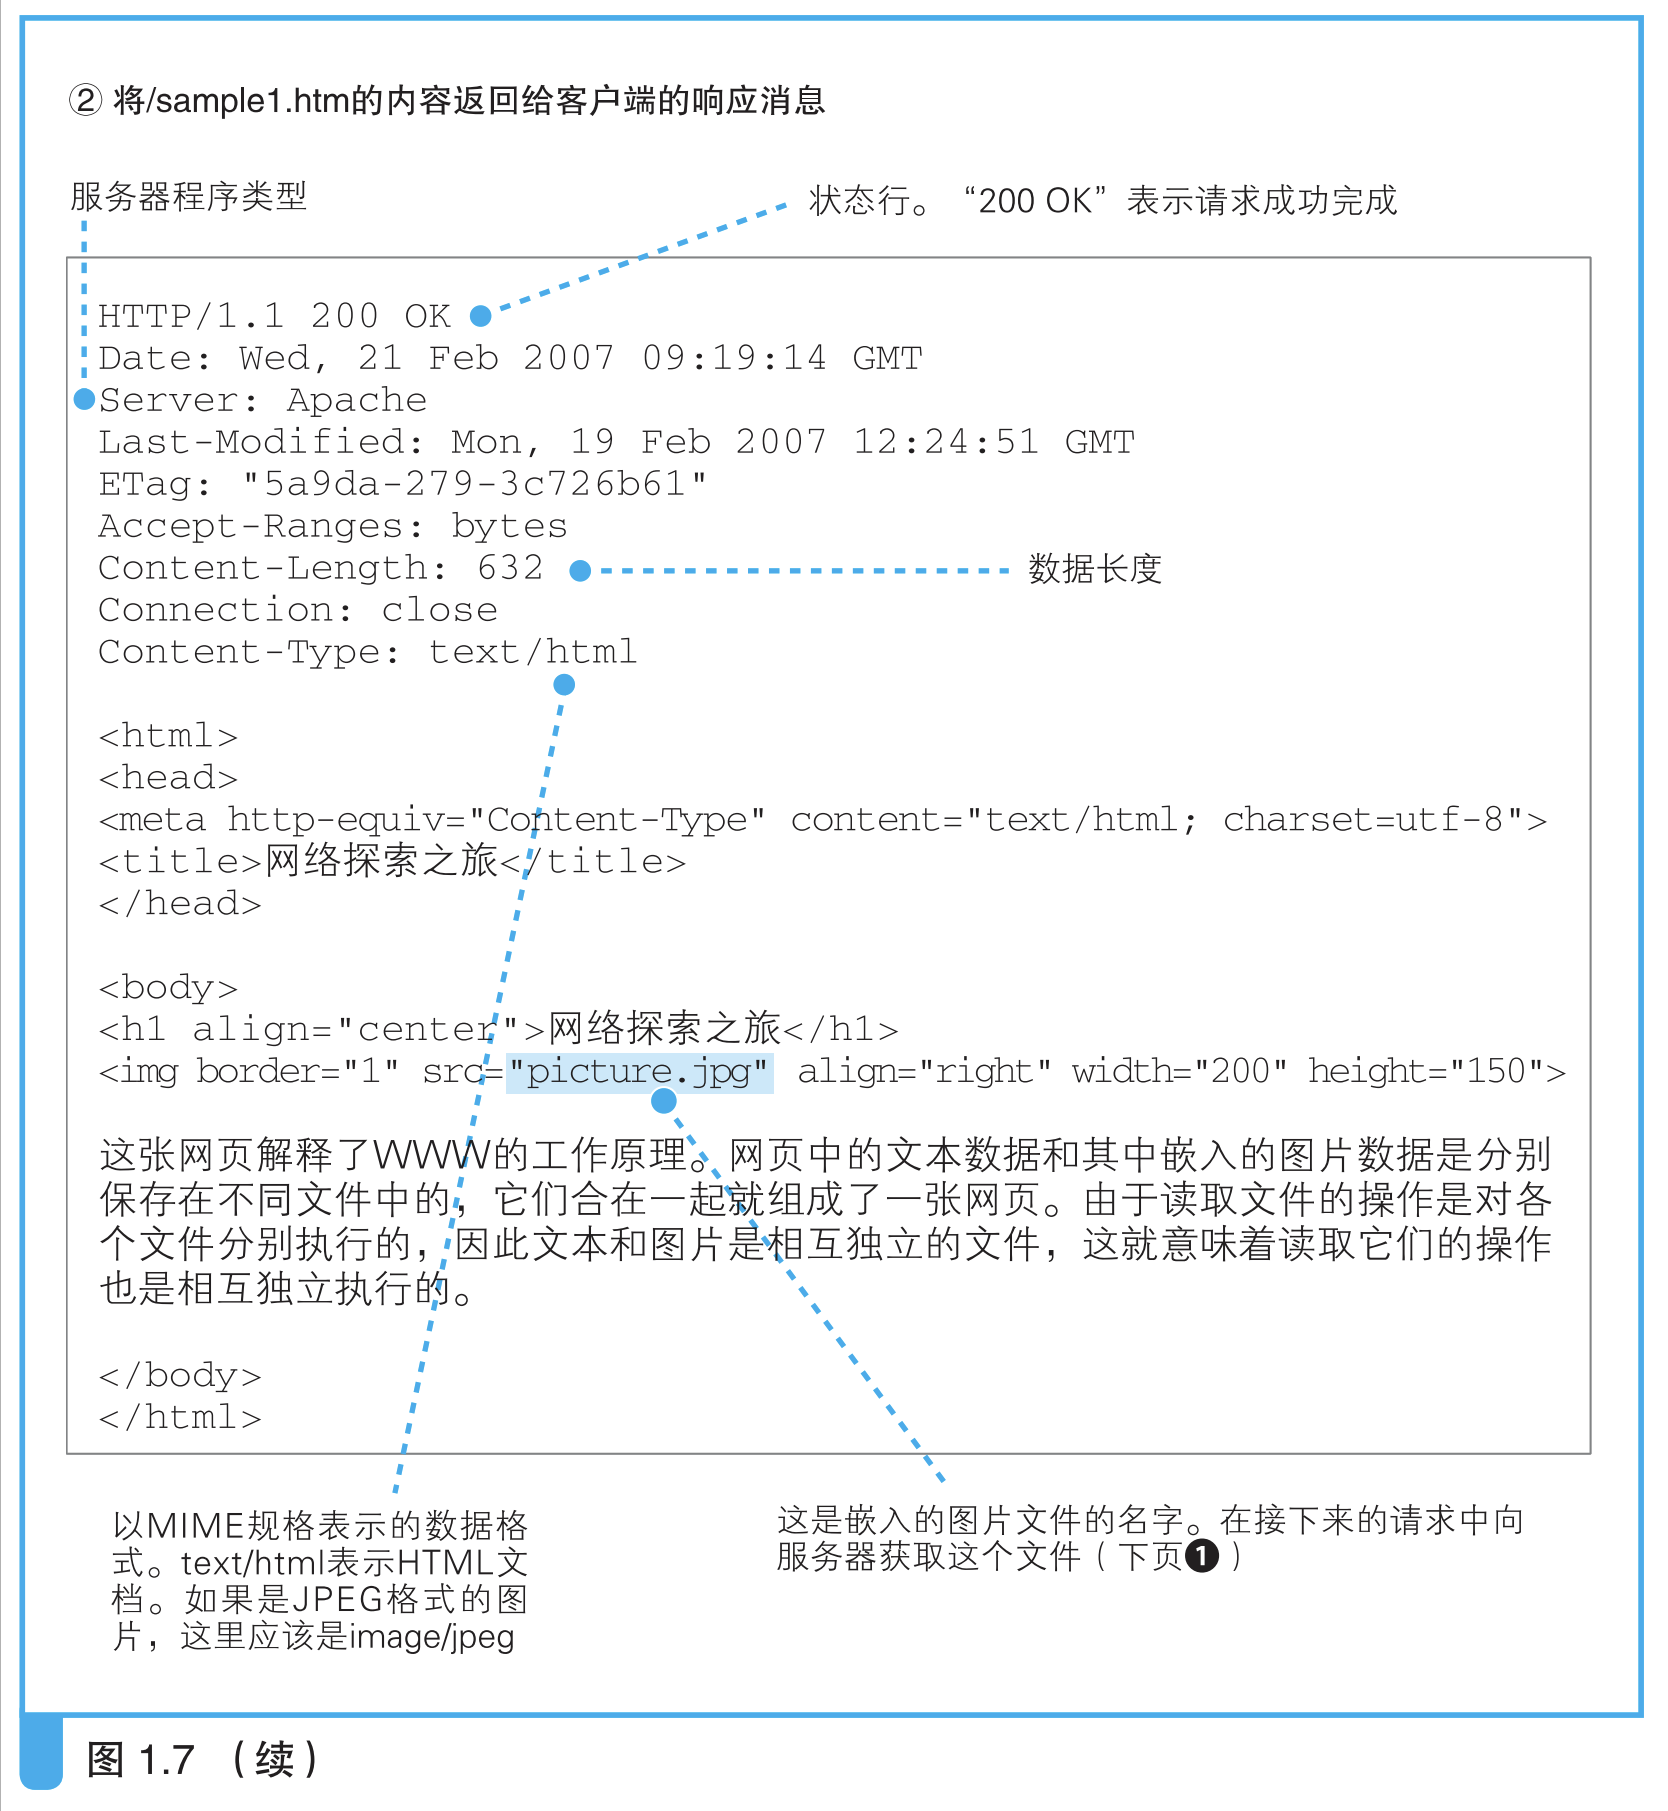 ② 将/sample1.htm的内容返回给客户端的响应消息
服务器程序类型
状态行。“200 OK”表示请求成功完成
HTTP/1.1 200 OK
Date: Wed, 21 Feb 2007 09:19:14 GMT
Server: Apache
Last-Modified: Mon, 19 Feb 2007 12:24:51 GMT
ETag: "5a9da-279-3c726b61"
Accept-Ranges: bytes
Content-Length: 632
数据长度
Connection: close
Content-Type: text/html
<html>
<head>
<meta http-equiv="Content-Type" content="text/html; charset=utf-8">
<title>网络探索之旅</title>
</head>
<body>
<h1 align="center">网络探索之旅</h1>
<img border="1" src="picture.jpg" align="right" width="200" height="150">
这张网页解释了WWW的工作原理。网页中的文本数据和其中嵌入的图片数据是分别
保存在不同文件中的，它们合在一起就组成了一张网页。由于读取文件的操作是对各
个文件分别执行的，因此文本和图片是相互独立的文件，这就意味着读取它们的操作
也是相互独立执行的。
</body>
</html>
以MIME规格表示的数据格
式。text/html表示HTML文
档。如果是JPEG格式的图
片，这里应该是image/jpeg
这是嵌入的图片文件的名字。在接下来的请求中向
服务器获取这个文件（下页❶）
图 1.7 （续）